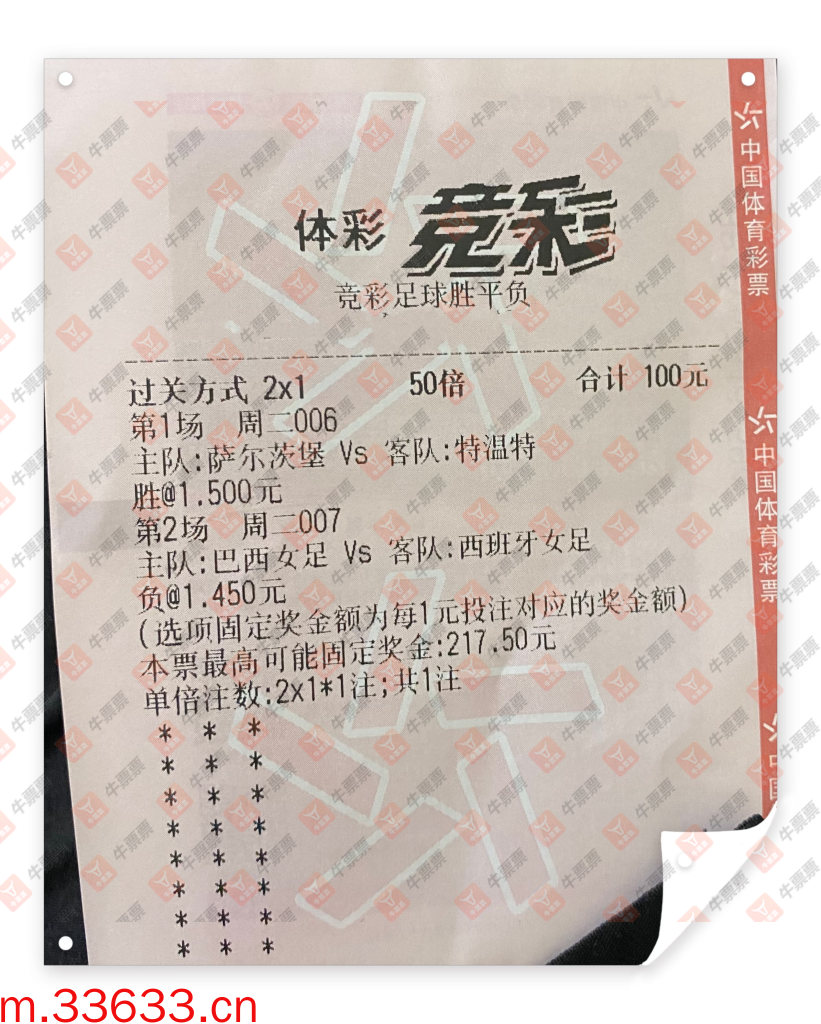 体彩 竞彩
竞彩足球胜平负
过关方式 2x1 50倍 合计 100元
第1场 周二006
主队:萨尔茨堡 Vs 客队:特温特
胜@1.500元
第2场 周二007
主队:巴西女足 Vs 客队:西班牙女足
负@1.450元
(选项固定奖金额为每1元投注对应的奖金额)
本票最高可能固定奖金:217.50元
单倍注数:2x1*1注;共1注
* * *
* * *
* * *
* * *
* * *
* * *
* * *
* * *
中国体育彩票
中国体育彩票
中国
牛票票
m.33633.cn